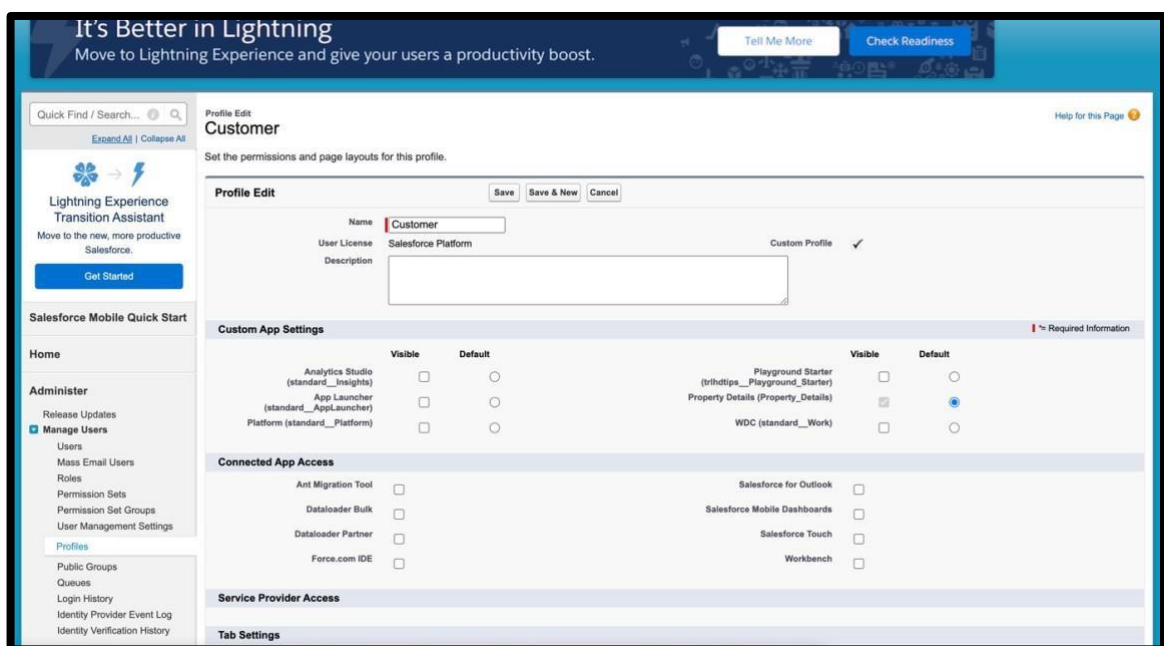 It's Better in Lightning
Move to Lightning Experience and give your users a productivity boost.
Tell Me More
Check Readiness
Quick Find / Search...
Expand All | Collapse All
Lightning Experience
Transition Assistant
Move to the new, more productive
Salesforce.
Get Started
Salesforce Mobile Quick Start
Home
Administer
Release Updates
Manage Users
Users
Mass Email Users
Roles
Permission Sets
Permission Set Groups
User Management Settings
Profiles
Public Groups
Queues
Login History
Identity Provider Event Log
Identity Verification History
Profile Edit
Customer
Help for this Page
Set the permissions and page layouts for this profile.
Profile Edit
Save
Save & New
Cancel
Name
Customer
User License
Salesforce Platform
Custom Profile
Description
Custom App Settings
= Required Information
Visible
Default
Visible
Default
Analytics Studio
(standard__Insights)
Playground Starter
(trlhdtips__Playground_Starter)
App Launcher
(standard__AppLauncher)
Property Details (Property_Details)
Platform (standard__Platform)
WDC (standard__Work)
Connected App Access
Ant Migration Tool
Salesforce for Outlook
Dataloader Bulk
Salesforce Mobile Dashboards
Dataloader Partner
Salesforce Touch
Force.com IDE
Workbench
Service Provider Access
Tab Settings